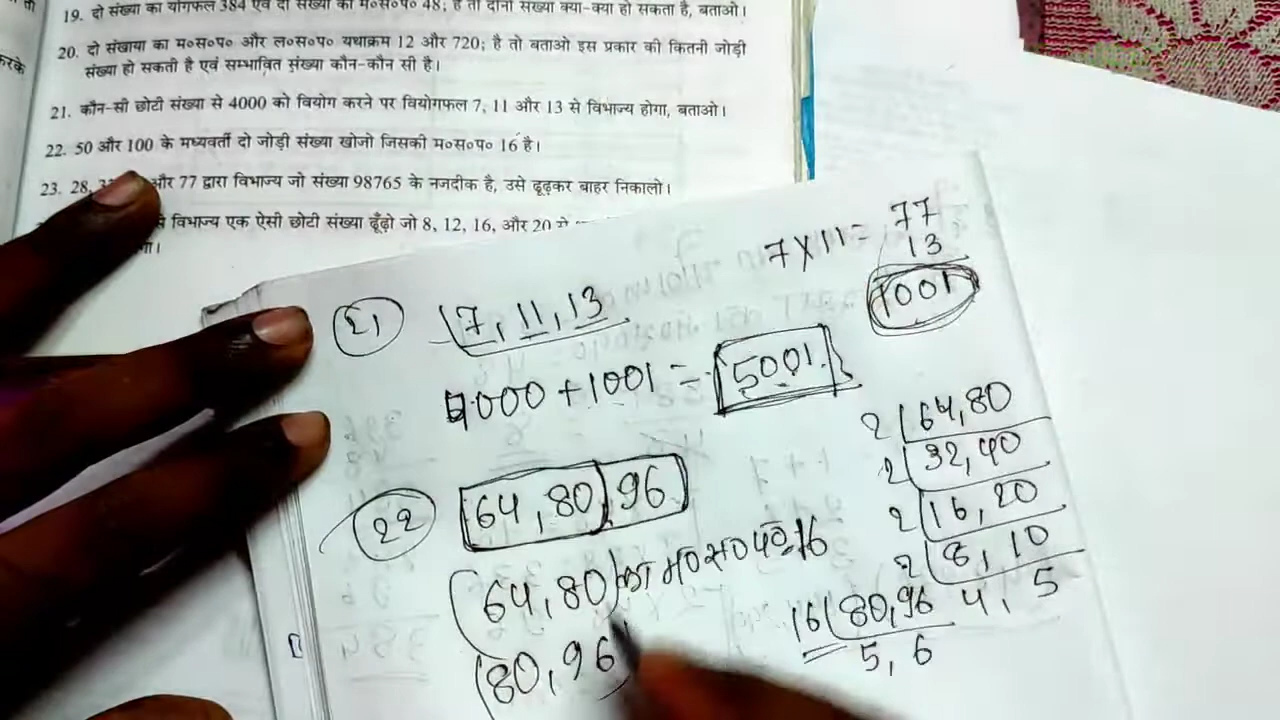 19. दो संख्या का योगफल 384 एवं दो संख्या का म०स०प० 48; है तो दोनों संख्या क्या-क्या हो सकता है, बताओ।
20. दो संखाया का म०स०प० और ल०स०प० यथाक्रम 12 और 720; है तो बताओ इस प्रकार की कितनी जोड़ी
संख्या हो सकती है एवं सम्भावित संख्या कौन-कौन सी है।
21. कौन-सी छोटी संख्या से 4000 को वियोग करने पर वियोगफल 7, 11 और 13 से विभाज्य होगा, बताओ।
22. 50 और 100 के मध्यवर्ती दो जोड़ी संख्या खोजो जिसकी म०स०प० 16 है।
23. 28, और 77 द्वारा विभाज्य जो संख्या 98765 के नजदीक है, उसे ढूढ़कर बाहर निकालो।
विभाज्य एक ऐसी छोटी संख्या ढूँढ़ो जो 8, 12, 16, और 20 से
7 X 11 = 77
13
1001
21 7, 11, 13
4000 + 1001 = 5001
22 64, 80, 96
(64, 80) का म०स०प०=16
(80, 96)
2 64, 80
2 32, 40
2 16, 20
2 8, 10
4, 5
16 80, 96
5, 6